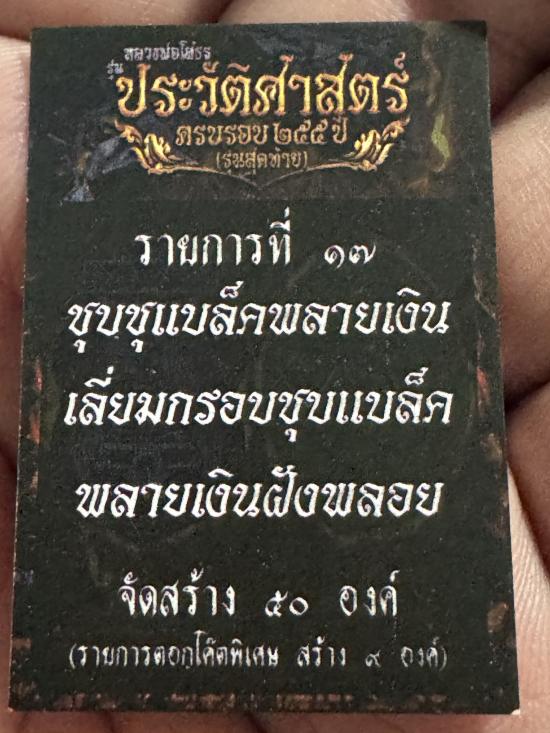 หลวงพ่อโสธร
รุ่น
ประวัติศาสตร์
ครบรอบ ๒๕๕ ปี
(รุ่นสุดท้าย)
รายการที่ ๑๗
ชุบซุแบล็คพลายเงิน
เลี่ยมกรอบชุบแบล็ค
พลายเงินฝังพลอย
จัดสร้าง ๕๐ องค์
(รายการตอกโค๊ตพิเศษ สร้าง ๙ องค์)